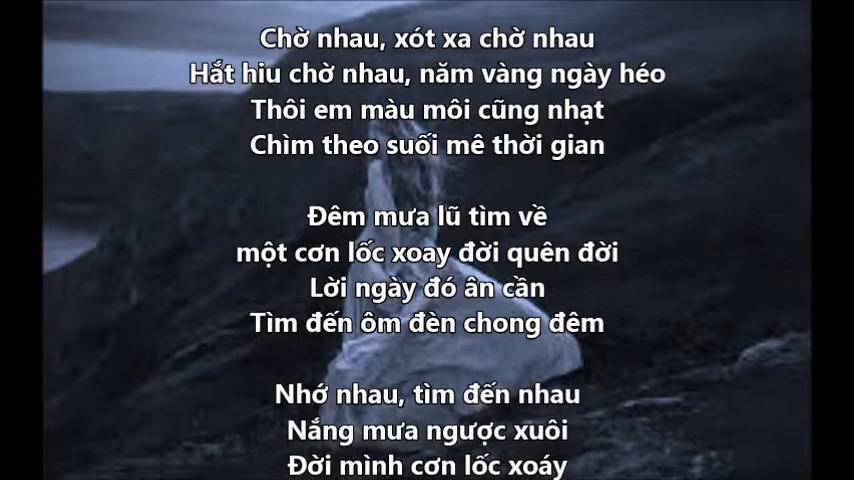 Chờ nhau, xót xa chờ nhau
Hắt hiu chờ nhau, năm vàng ngày héo
Thôi em màu môi cũng nhạt
Chìm theo suối mê thời gian
Đêm mưa lũ tìm về
một cơn lốc xoay đời quên đời
Lời ngày đó ân cần
Tìm đến ôm đèn chong đêm
Nhớ nhau, tìm đến nhau
Nắng mưa ngược xuôi
Đời mình cơn lốc xoáy